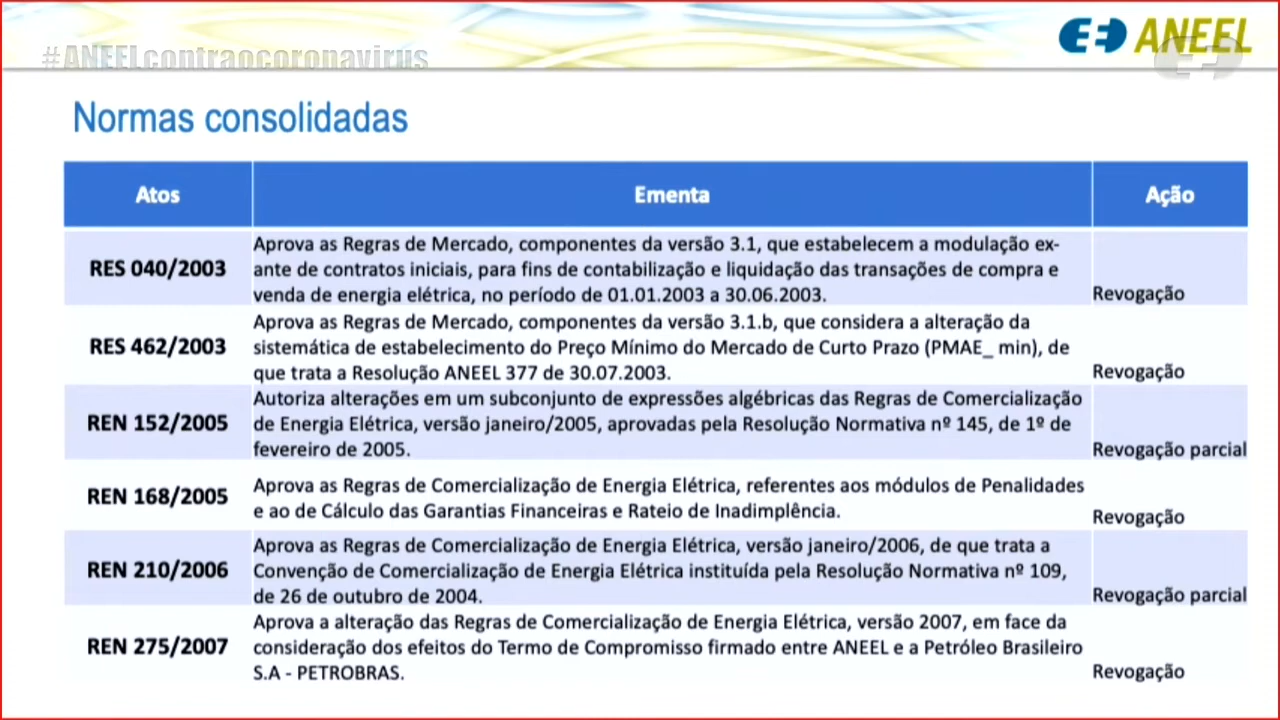 #ANEELcontraocoronavirus
ANEEL
Normas consolidadas
Atos
Ementa
Ação
RES 040/2003
Aprova as Regras de Mercado, componentes da versão 3.1, que estabelecem a modulação ex-
ante de contratos iniciais, para fins de contabilização e liquidação das transações de compra e
venda de energia elétrica, no período de 01.01.2003 a 30.06.2003.
Revogação
RES 462/2003
Aprova as Regras de Mercado, componentes da versão 3.1.b, que considera a alteração da
sistemática de estabelecimento do Preço Mínimo do Mercado de Curto Prazo (PMAE_ min), de
que trata a Resolução ANEEL 377 de 30.07.2003.
Revogação
REN 152/2005
Autoriza alterações em um subconjunto de expressões algébricas das Regras de Comercialização
de Energia Elétrica, versão janeiro/2005, aprovadas pela Resolução Normativa nº 145, de 1º de
fevereiro de 2005.
Revogação parcial
REN 168/2005
Aprova as Regras de Comercialização de Energia Elétrica, referentes aos módulos de Penalidades
e ao de Cálculo das Garantias Financeiras e Rateio de Inadimplência.
Revogação
REN 210/2006
Aprova as Regras de Comercialização de Energia Elétrica, versão janeiro/2006, de que trata a
Convenção de Comercialização de Energia Elétrica instituída pela Resolução Normativa nº 109,
de 26 de outubro de 2004.
Revogação parcial
REN 275/2007
Aprova a alteração das Regras de Comercialização de Energia Elétrica, versão 2007, em face da
consideração dos efeitos do Termo de Compromisso firmado entre ANEEL e a Petróleo Brasileiro
S.A - PETROBRAS.
Revogação